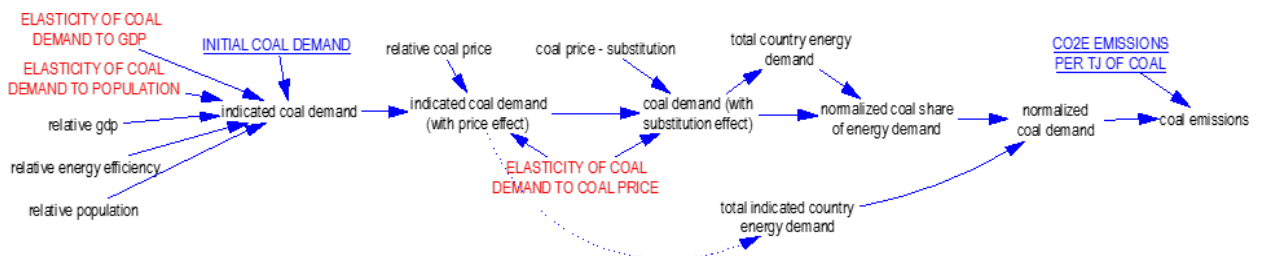 ELASTICITY OF COAL
DEMAND TO GDP
INITIAL COAL DEMAND
ELASTICITY OF COAL
DEMAND TO POPULATION
relative gdp
relative energy efficiency
relative population
indicated coal demand
relative coal price
indicated coal demand
(with price effect)
coal price - substitution
coal demand (with
substitution effect)
ELASTICITY OF COAL
DEMAND TO COAL PRICE
total country energy
demand
normalized coal share
of energy demand
total indicated country
energy demand
normalized
coal demand
CO2E EMISSIONS
PER TJ OF COAL
coal emissions